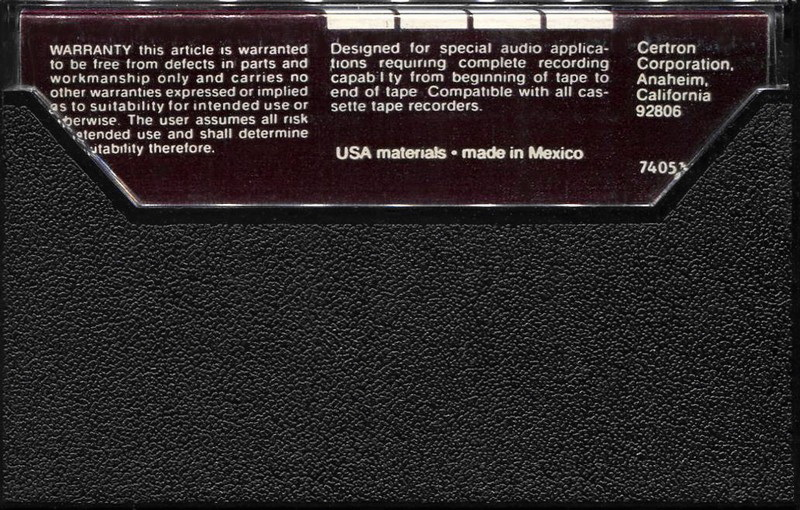 WARRANTY this article is warranted
to be free from defects in parts and
workmanship only and carries no
other warranties expressed or implied
as to suitability for intended use or
The user assumes all risk
use and shall determine
therefore.
Designed for special audio applica-
tions requiring complete recording
capab l ty from beginning of tape to
end of tape Compatible with all cas-
sette tape recorders.
USA materials • made in Mexico
Certron
Corporation,
Anaheim,
California
92806